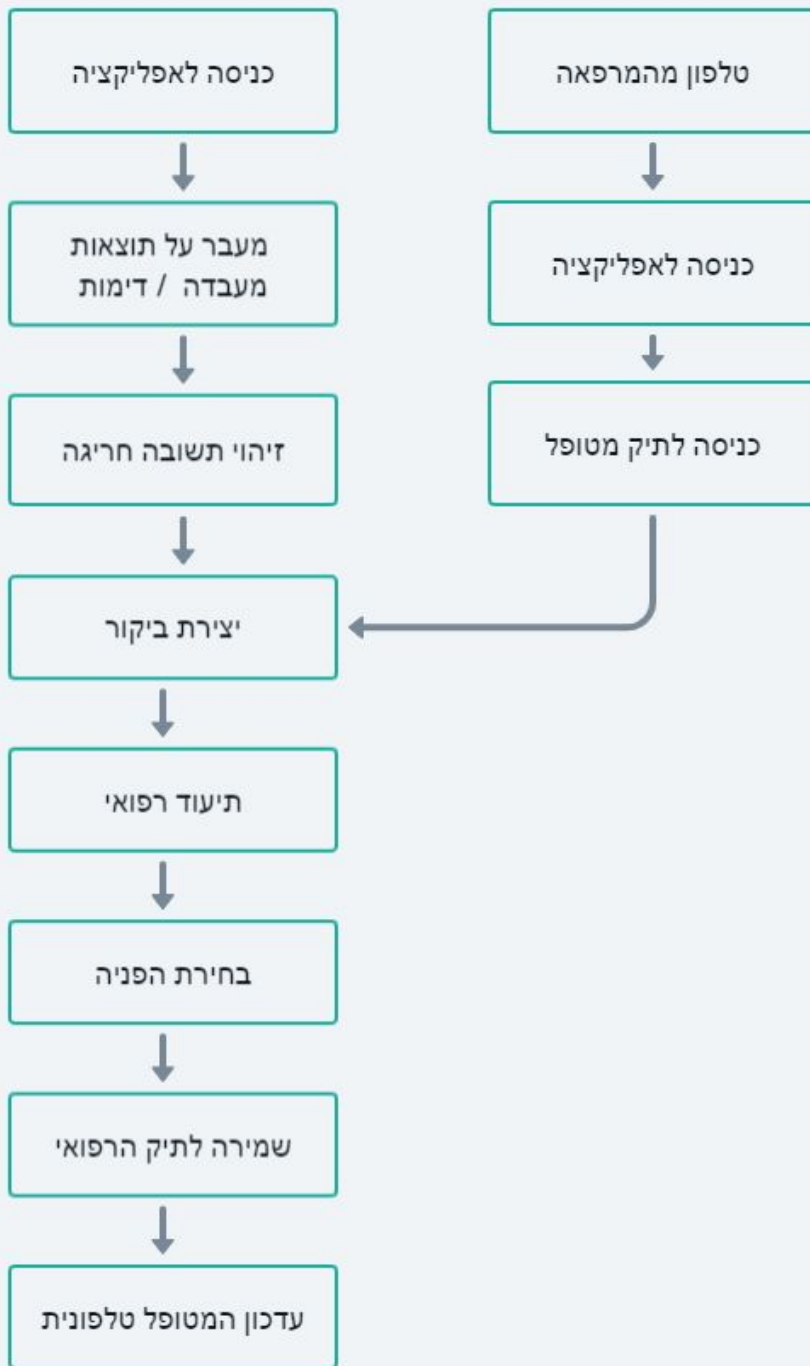 כניסה לאפליקציה
מעבר על תוצאות
מעבדה / דימות
זיהוי תשובה חריגה
טלפון מהמרפאה
כניסה לאפליקציה
כניסה לתיק מטופל
יצירת ביקור
תיעוד רפואי
בחירת הפניה
שמירה לתיק הרפואי
עדכון המטופל טלפונית